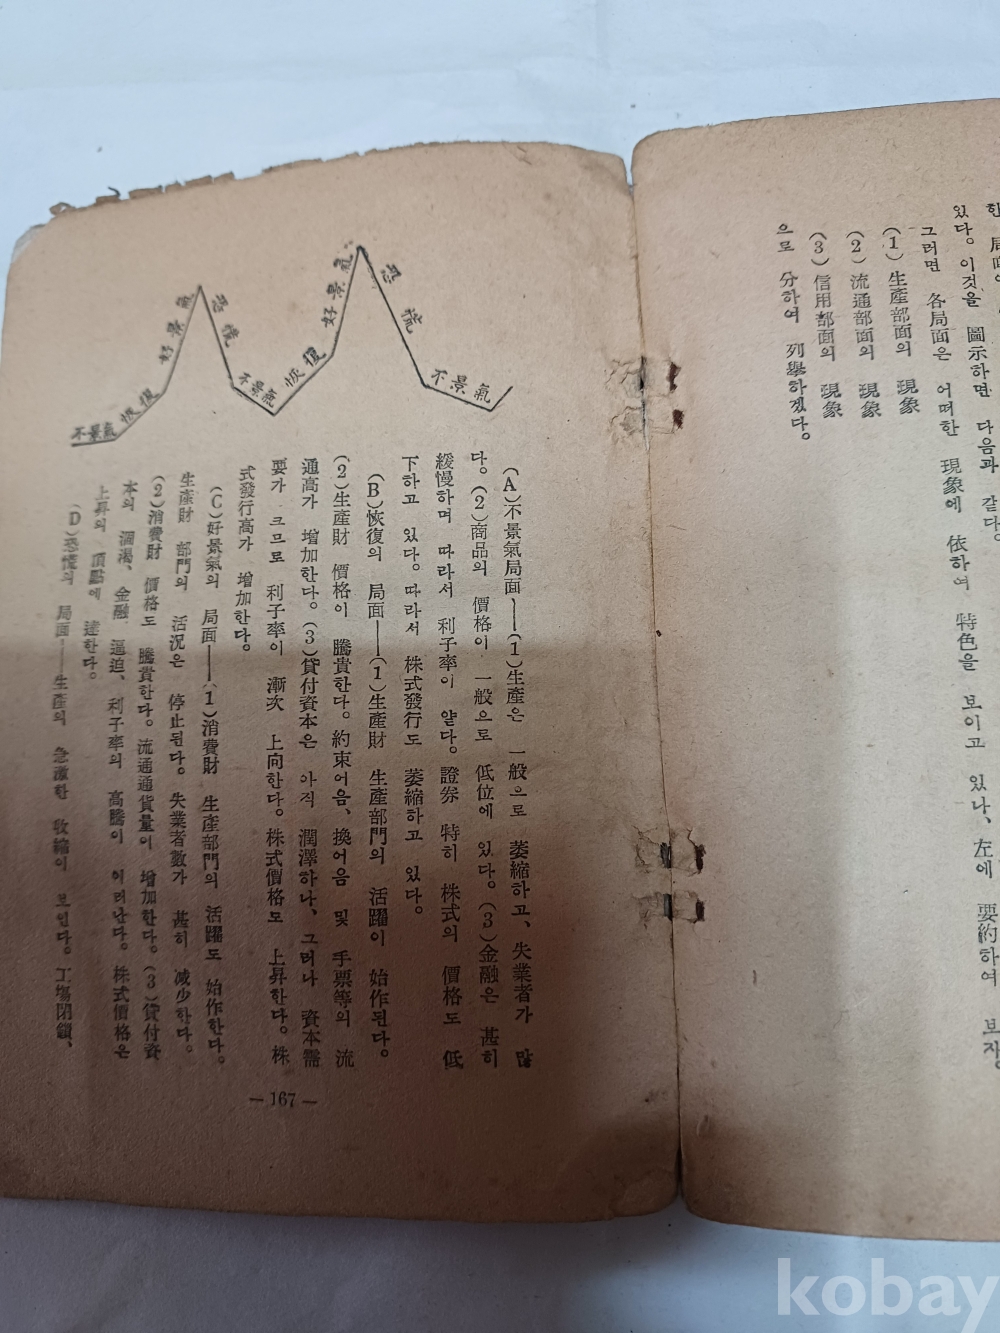 있다。이것을 圖示하면 다음과 같다。
그러면 各局面은 어떠한 現象에 依하여 特色을 보이고 있나、左에 要約하여 보자。
(1)生產部面의 現象
(2)流通部面의 現象
(3)信用部面의 現象
으로 分하여 列擧하겠다。
不景氣 恢復 好景氣 恐慌 不景氣 恢復 好景氣 恐慌 不景氣
(A)不景氣局面──(1)生產은 一般으로 萎縮하고、失業者가 많
다。(2)商品의 價格이 一般으로 低位에 있다。(3)金融은 甚히
緩慢하며 따라서 利子率이 얕다。證券 特히 株式의 價格도 低
下하고 있다。따라서 株式發行도 萎縮하고 있다。
(B)恢復의 局面──(1)生產財 生產部門의 活躍이 始作된다。
(2)生產財 價格이 騰貴한다。約束어음、換어음 및 手票等의 流
通高가 增加한다。(3)貸付資本은 아직 潤澤하나、그러나 資本需
要가 크므로 利子率이 漸次 上向한다。株式價格도 上昇한다。株
式發行高가 增加한다。
(C)好景氣의 局面──(1)消費財 生產部門의 活躍도 始作한다。
生產財 部門의 活況은 停止된다。失業者數가 甚히 減少한다。
(2)消費財 價格도 騰貴한다。流通通貨量이 增加한다。(3)貸付資
本의 涸渴、金融 逼迫、利子率의 高騰이 어러난다。株式價格은
上昇의 頂點에 達한다。
(D)恐慌의 局面──生產의 急激한 收縮이 보인다。工場閉鎖、
— 167 —
kobay